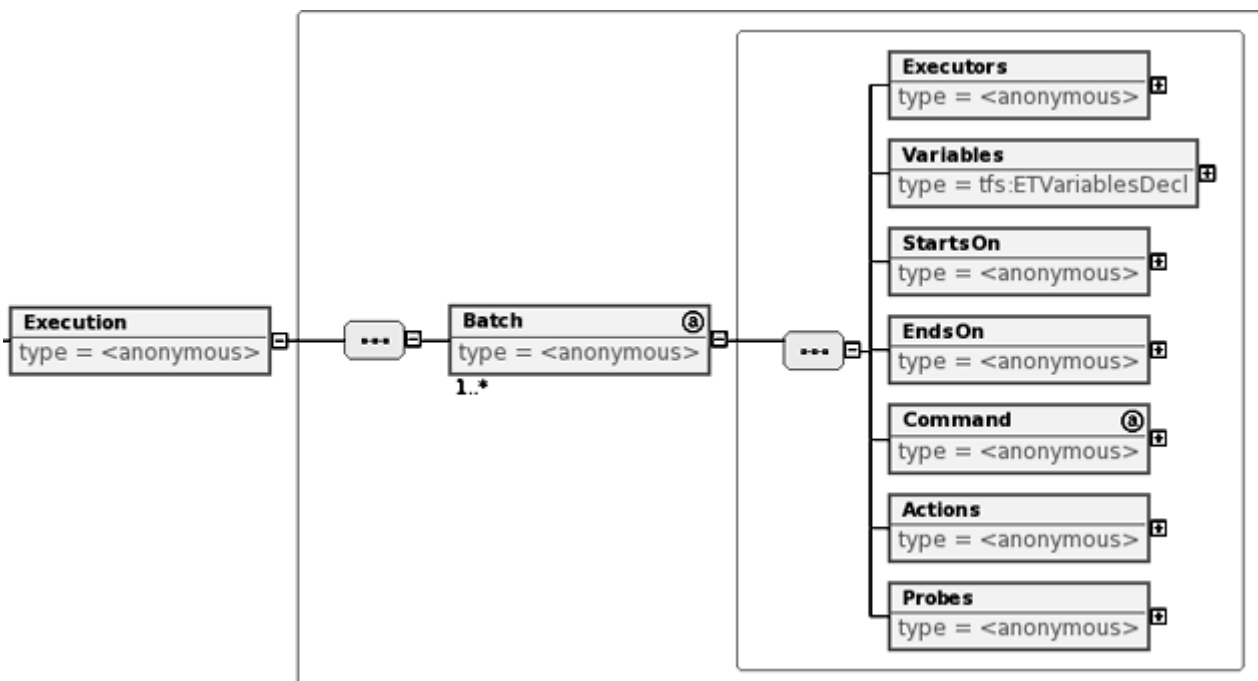 Execution
type = <anonymous>
Batch
type = <anonymous>
1..*
Executors
type = <anonymous>
Variables
type = tfs:ETVariablesDecl
StartsOn
type = <anonymous>
EndsOn
type = <anonymous>
Command
type = <anonymous>
Actions
type = <anonymous>
Probes
type = <anonymous>